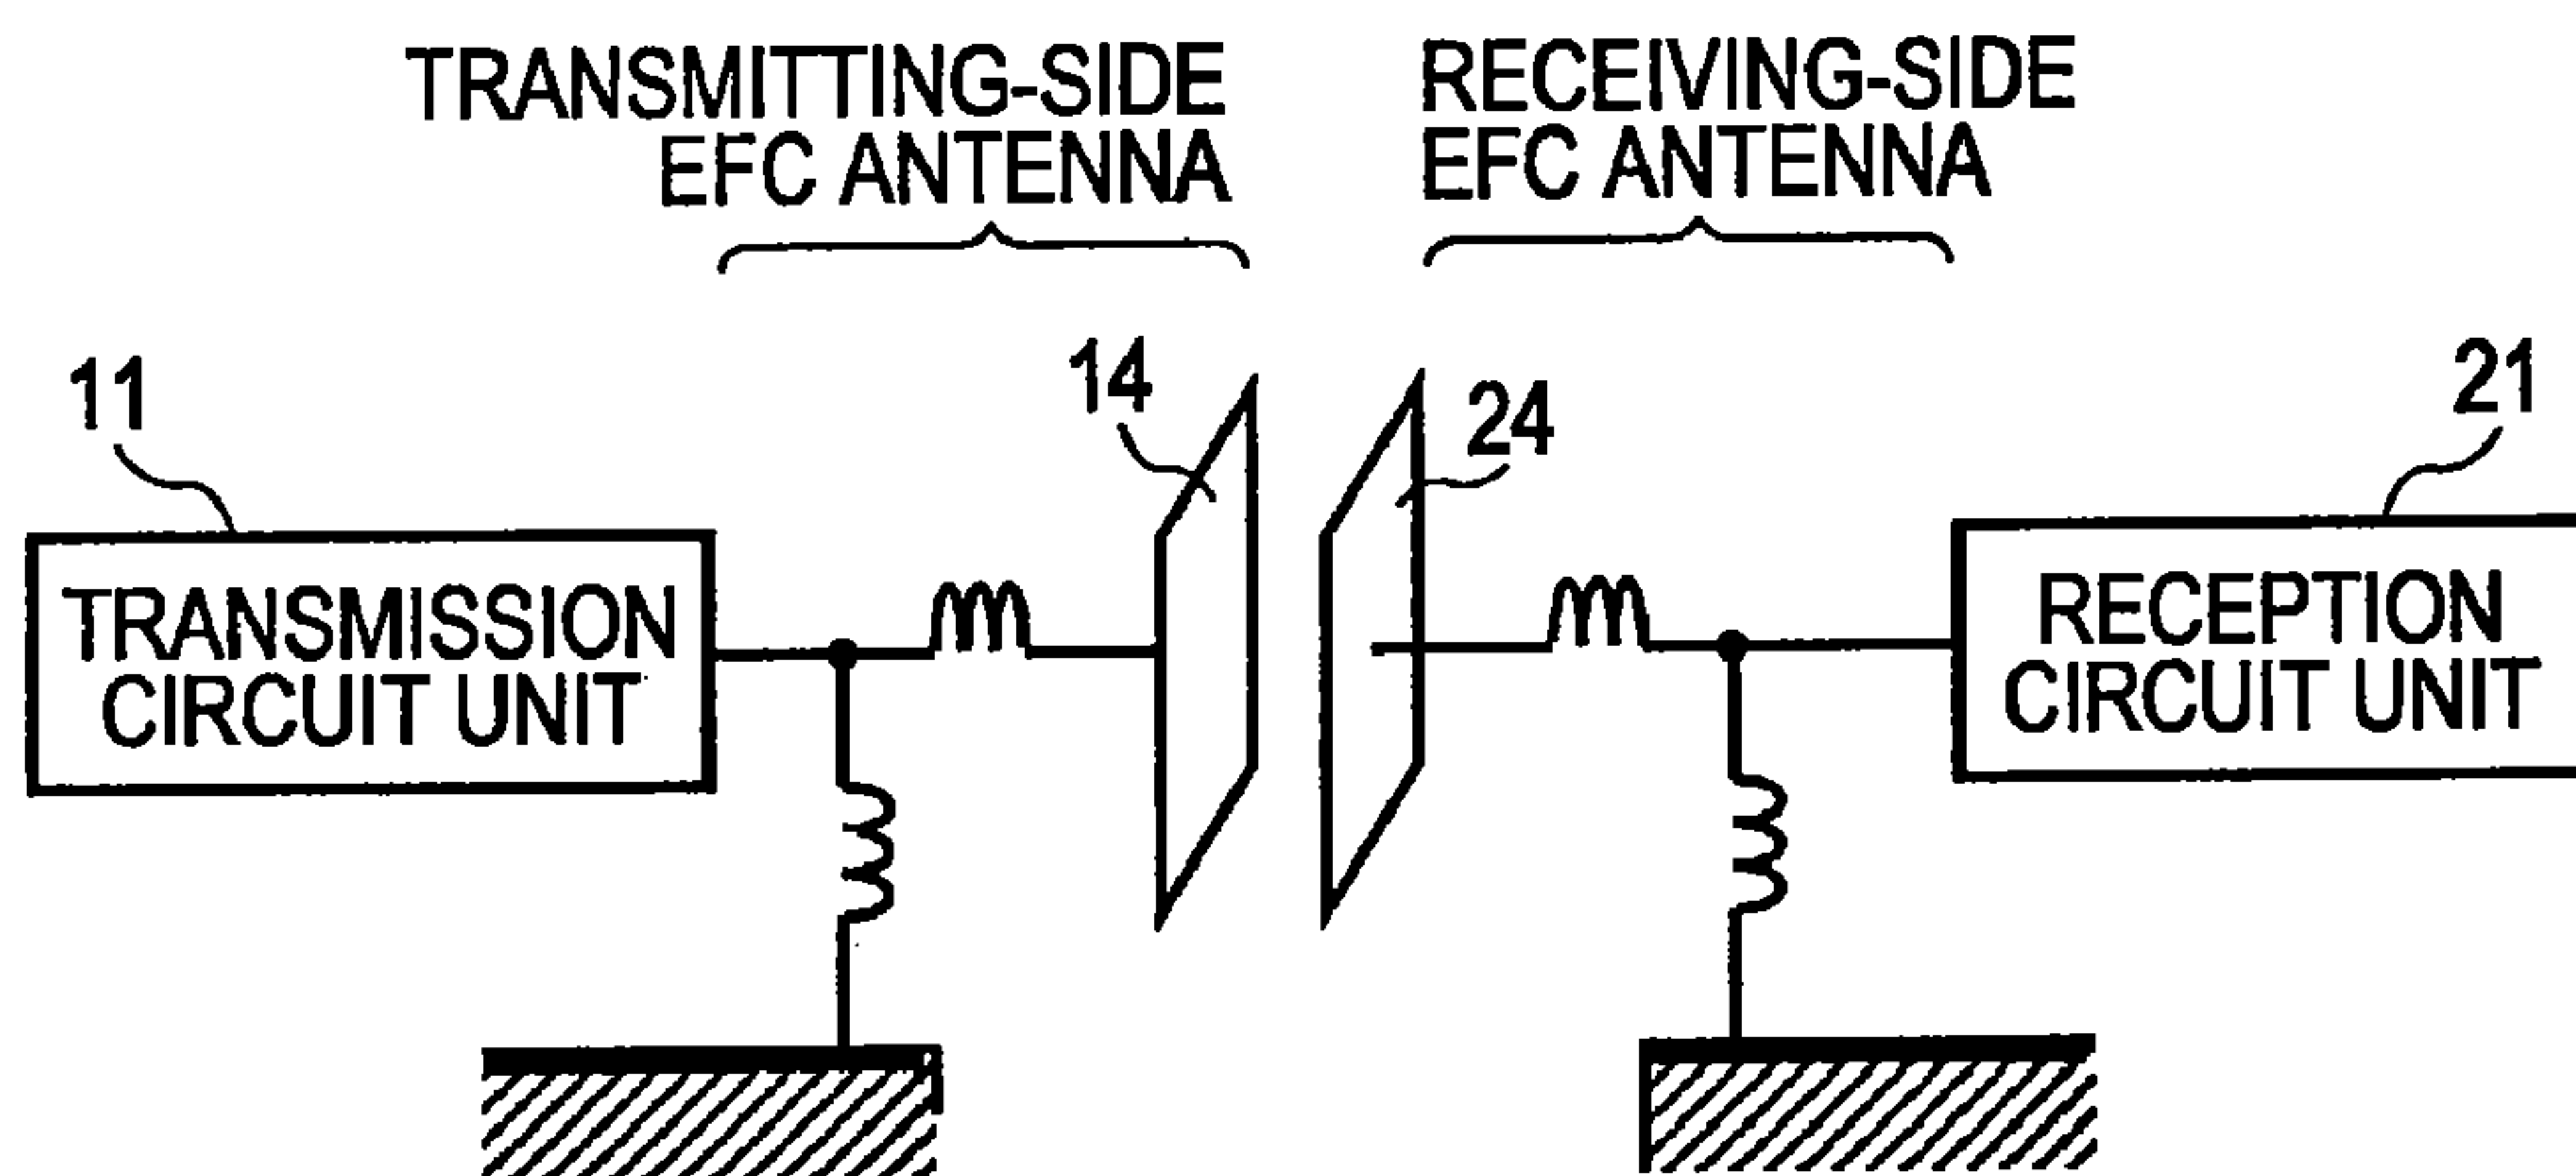 TRANSMITTING-SIDE
EFC ANTENNA
RECEIVING-SIDE
EFC ANTENNA
11
14
24
21
TRANSMISSION
CIRCUIT UNIT
RECEPTION
CIRCUIT UNIT